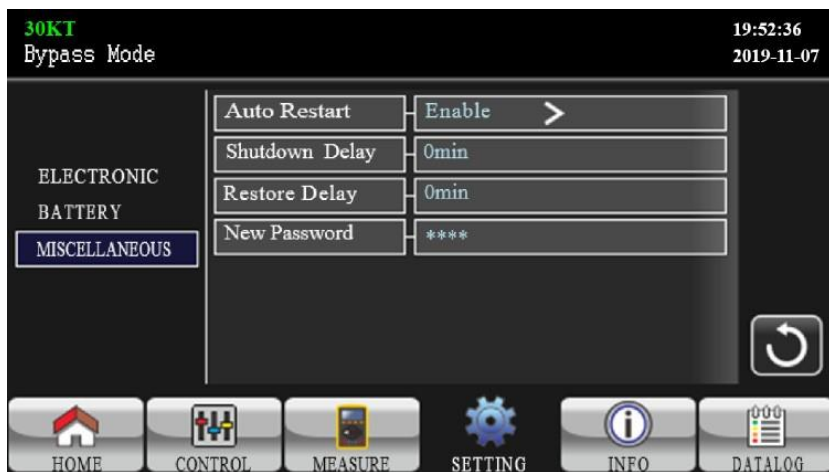 30KT
Bypass Mode
19:52:36
2019-11-07
ELECTRONIC
BATTERY
MISCELLANEOUS
Auto Restart Enable >
Shutdown Delay 0min
Restore Delay 0min
New Password ****
HOME CONTROL MEASURE SETTING INFO DATALOG